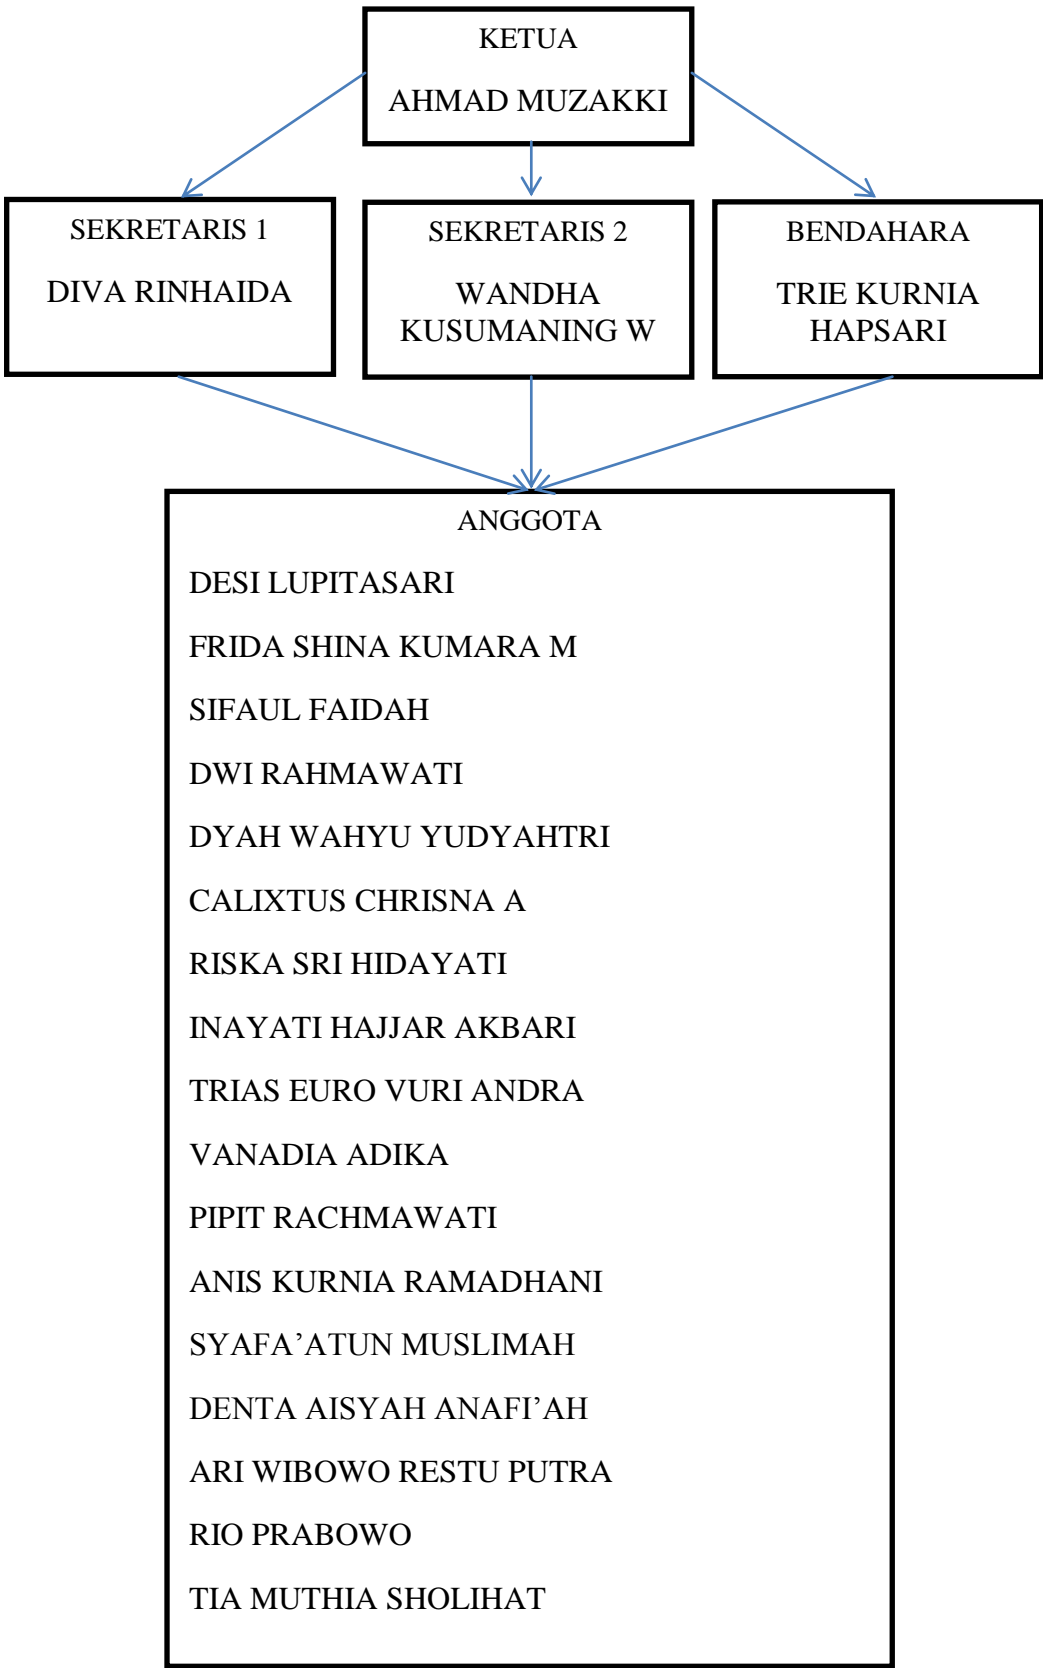 KETUA
AHMAD MUZAKKI
SEKRETARIS 1
DIVA RINHAIDA
SEKRETARIS 2
WANDHA
KUSUMANING W
BENDAHARA
TRIE KURNIA
HAPSARI
ANGGOTA
DESI LUPITASARI
FRIDA SHINA KUMARA M
SIFAUL FAIDAH
DWI RAHMAWATI
DYAH WAHYU YUDYAHTRI
CALIXTUS CHRISNA A
RISKA SRI HIDAYATI
INAYATI HAJJAR AKBARI
TRIAS EURO VURI ANDRA
VANADIA ADIKA
PIPIT RACHMAWATI
ANIS KURNIA RAMADHANI
SYAFA’ATUN MUSLIMAH
DENTA AISYAH ANAFI’AH
ARI WIBOWO RESTU PUTRA
RIO PRABOWO
TIA MUTHIA SHOLIHAT